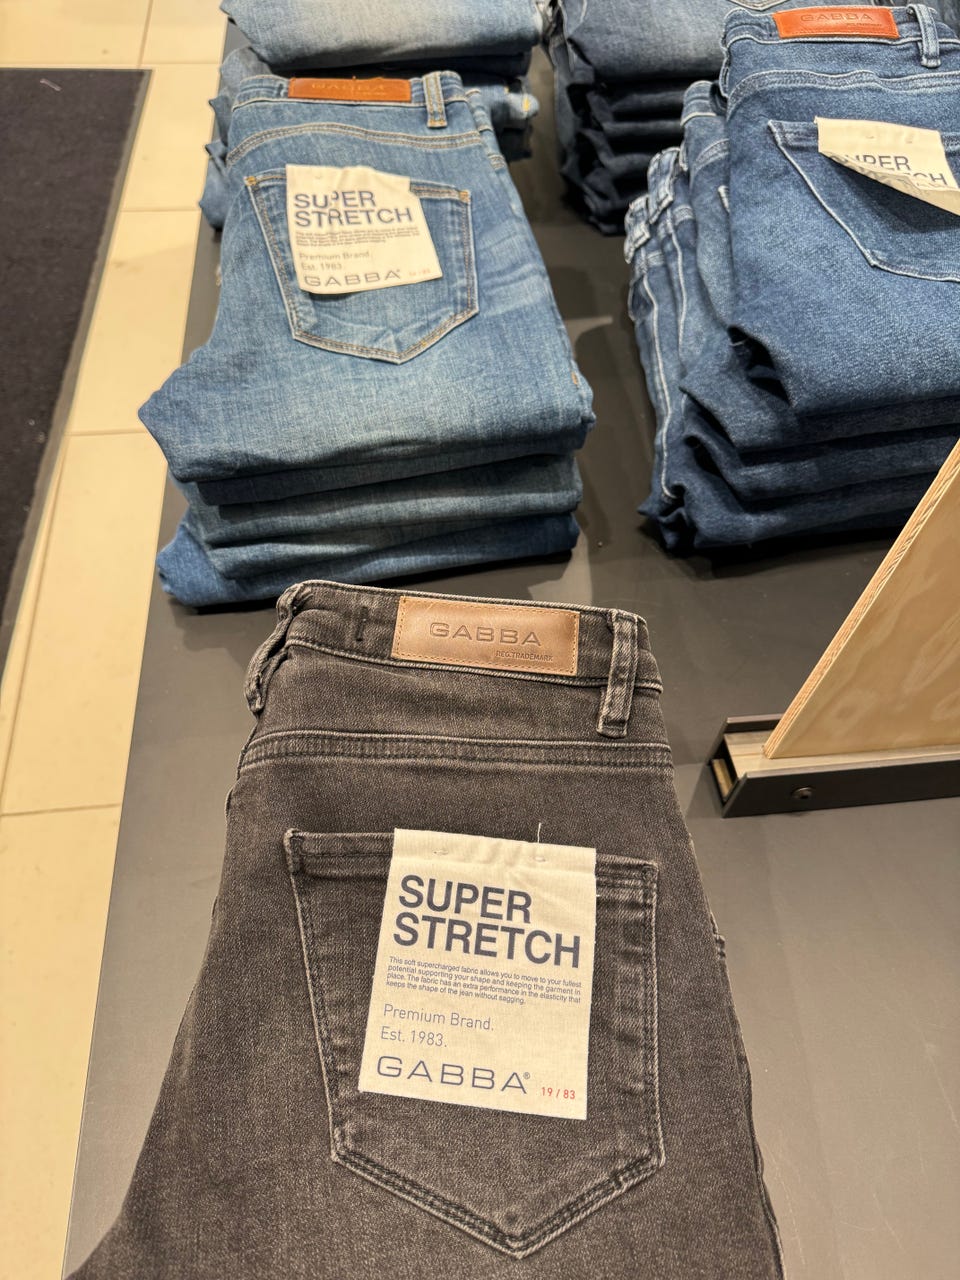 GABBA
GABBA
SUPER
STRETCH
SUPER
STRETCH
Premium Brand.
Est. 1983.
GABBA®
GABBA
REG.TRADEMARK
SUPER
STRETCH
This soft supercharged fabric allows you to move to your fullest
potential supporting your shape and keeping the garment in
place. The fabric has an extra performance in the elasticity that
keeps the shape of the jean without sagging.
Premium Brand.
Est. 1983.
GABBA®
19 / 83